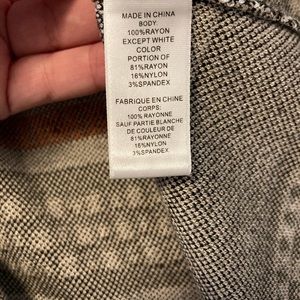 MADE IN CHINA
BODY:
100%RAYON
EXCEPT WHITE
COLOR
PORTION OF
81%RAYON
16%NYLON
3%SPANDEX
FABRIQUE EN CHINE
CORPS:
100% RAYONNE
SAUF PARTIE BLANCHE
DE COULEUR DE
81%RAYONNE
16%NYLON
3%SPANDEX